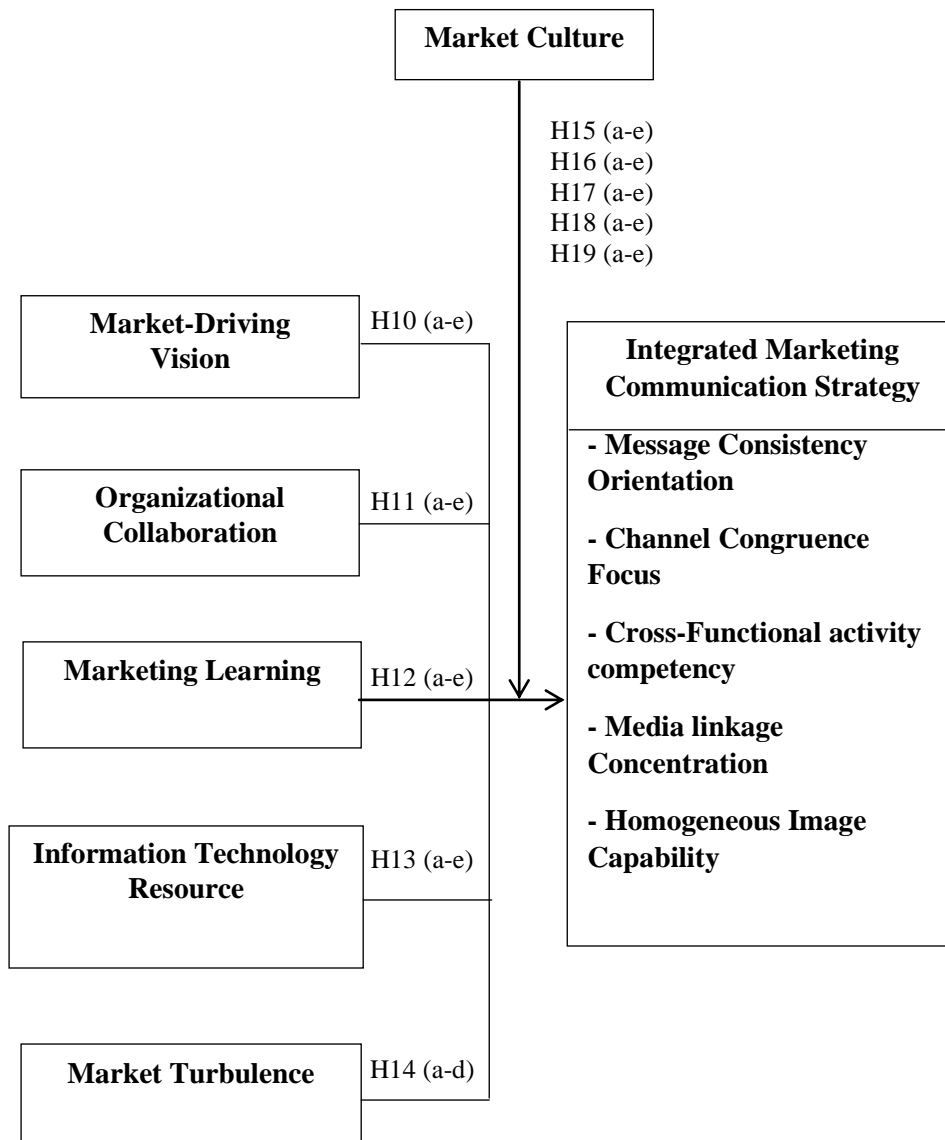 Market Culture
H15 (a-e)
H16 (a-e)
H17 (a-e)
H18 (a-e)
H19 (a-e)
Market-Driving
Vision
H10 (a-e)
Organizational
Collaboration
H11 (a-e)
Marketing Learning
H12 (a-e)
Information Technology
Resource
H13 (a-e)
Market Turbulence
H14 (a-d)
Integrated Marketing
Communication Strategy
- Message Consistency
Orientation
- Channel Congruence
Focus
- Cross-Functional activity
competency
- Media linkage
Concentration
- Homogeneous Image
Capability